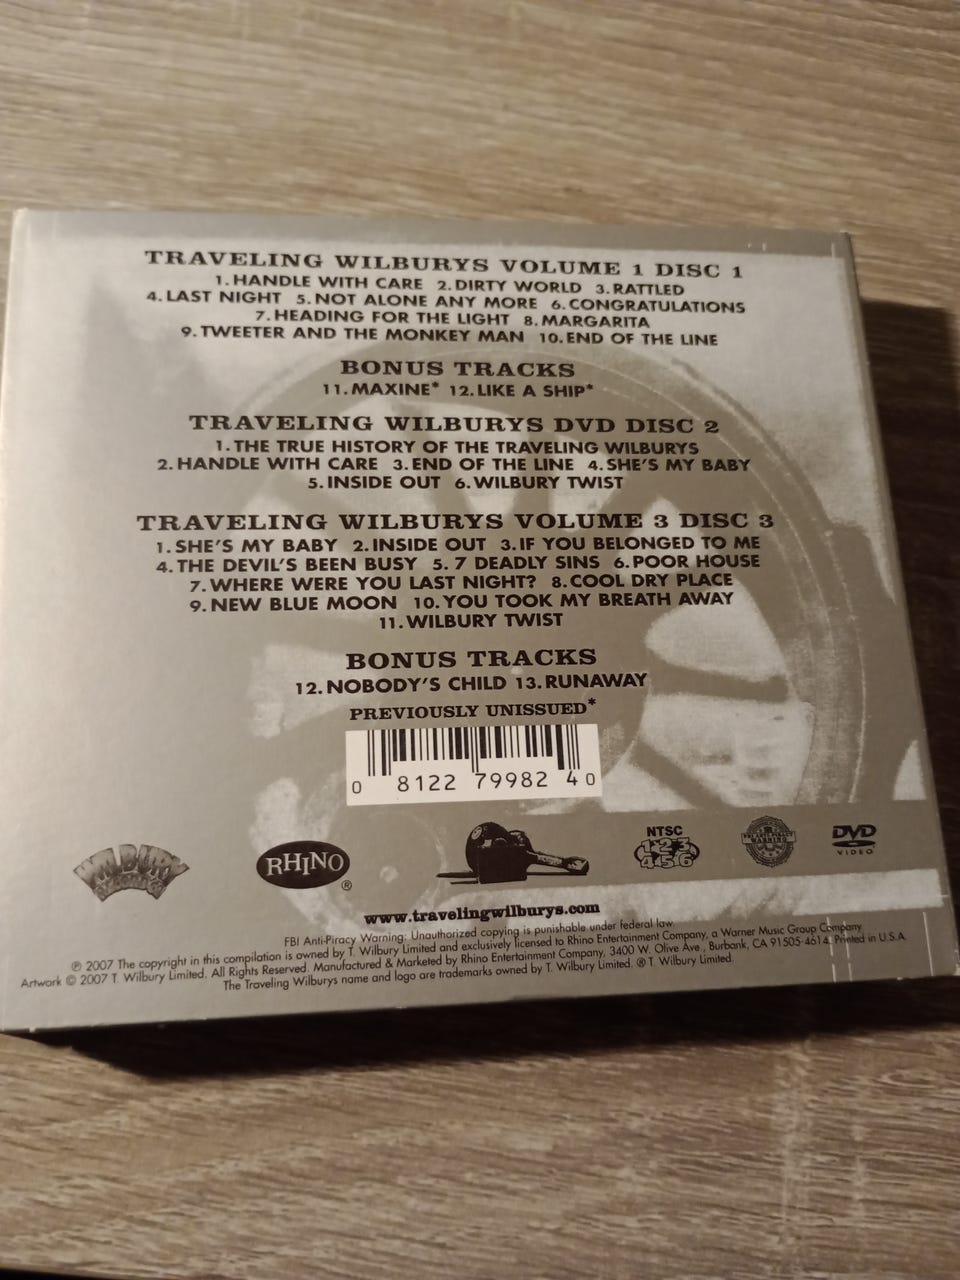 TRAVELING WILBURYS VOLUME 1 DISC 1
1. HANDLE WITH CARE 2. DIRTY WORLD 3. RATTLED
4. LAST NIGHT 5. NOT ALONE ANY MORE 6. CONGRATULATIONS
7. HEADING FOR THE LIGHT 8. MARGARITA
9. TWEETER AND THE MONKEY MAN 10. END OF THE LINE
BONUS TRACKS
11. MAXINE* 12. LIKE A SHIP*
TRAVELING WILBURYS DVD DISC 2
1. THE TRUE HISTORY OF THE TRAVELING WILBURYS
2. HANDLE WITH CARE 3. END OF THE LINE 4. SHE'S MY BABY
5. INSIDE OUT 6. WILBURY TWIST
TRAVELING WILBURYS VOLUME 3 DISC 3
1. SHE'S MY BABY 2. INSIDE OUT 3. IF YOU BELONGED TO ME
4. THE DEVIL'S BEEN BUSY 5. 7 DEADLY SINS 6. POOR HOUSE
7. WHERE WERE YOU LAST NIGHT? 8. COOL DRY PLACE
9. NEW BLUE MOON 10. YOU TOOK MY BREATH AWAY
11. WILBURY TWIST
BONUS TRACKS
12. NOBODY'S CHILD 13. RUNAWAY
PREVIOUSLY UNISSUED*
0 81227 99824 0
WILBURY RECORDS
RHINO®
NTSC
1 2 3
4 5 6
FBI ANTI-PIRACY WARNING
DVD
VIDEO
www.travelingwilburys.com
FBI Anti-Piracy Warning: Unauthorized copying is punishable under federal law.
℗ 2007 The copyright in this compilation is owned by T. Wilbury Limited and exclusively licensed to Rhino Entertainment Company, a Warner Music Group Company
Artwork © 2007 T. Wilbury Limited. All Rights Reserved. Manufactured & Marketed by Rhino Entertainment Company, 3400 W. Olive Ave., Burbank, CA 91505-4614. Printed in U.S.A.
The Traveling Wilburys name and logo are trademarks owned by T. Wilbury Limited. ® T. Wilbury Limited.